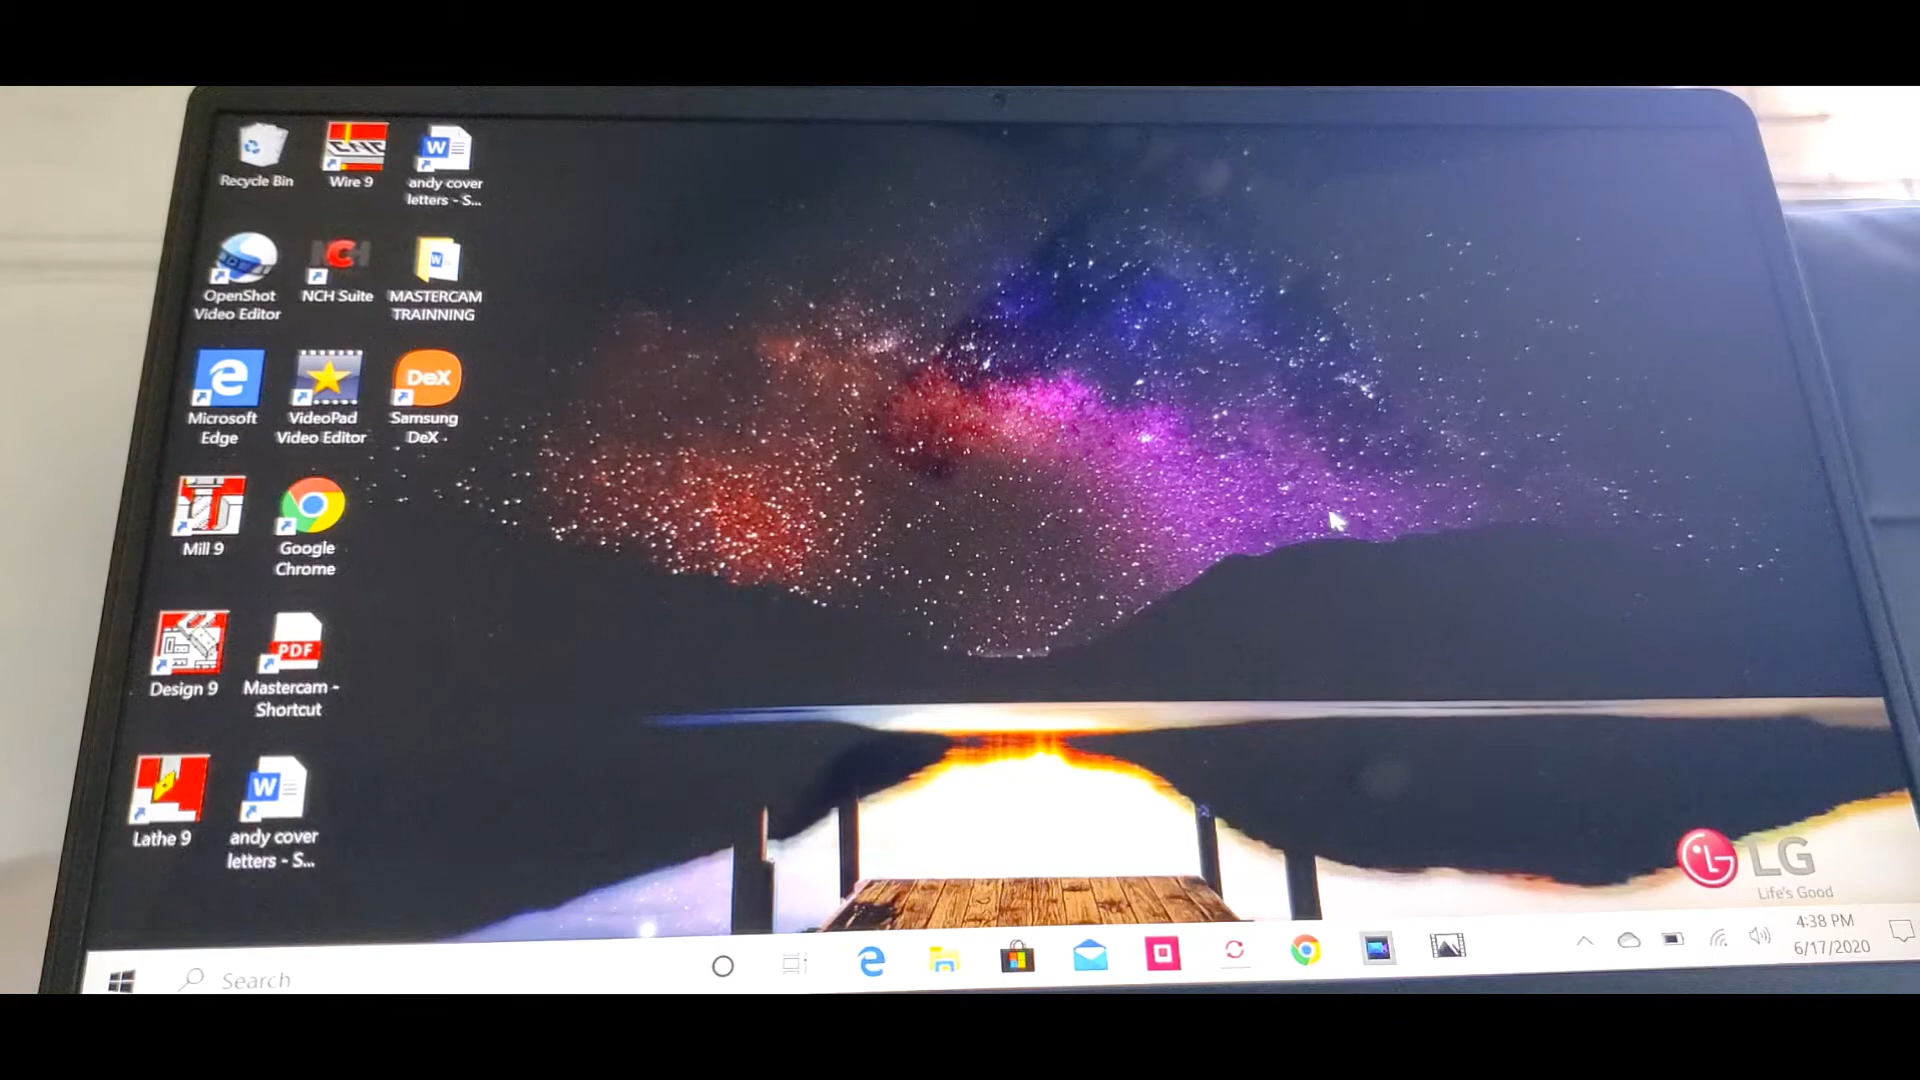 Recycle Bin
CNC
Wire 9
W
andy cover
letters - S...
OpenShot
Video Editor
NCH
NCH Suite
W
MASTERCAM
TRAINNING
Microsoft
Edge
VideoPad
Video Editor
DeX
Samsung
DeX
Mill 9
Google
Chrome
Design 9
PDF
Mastercam -
Shortcut
Lathe 9
W
andy cover
letters - S...
LG
Life's Good
Search
4:38 PM
6/17/2020